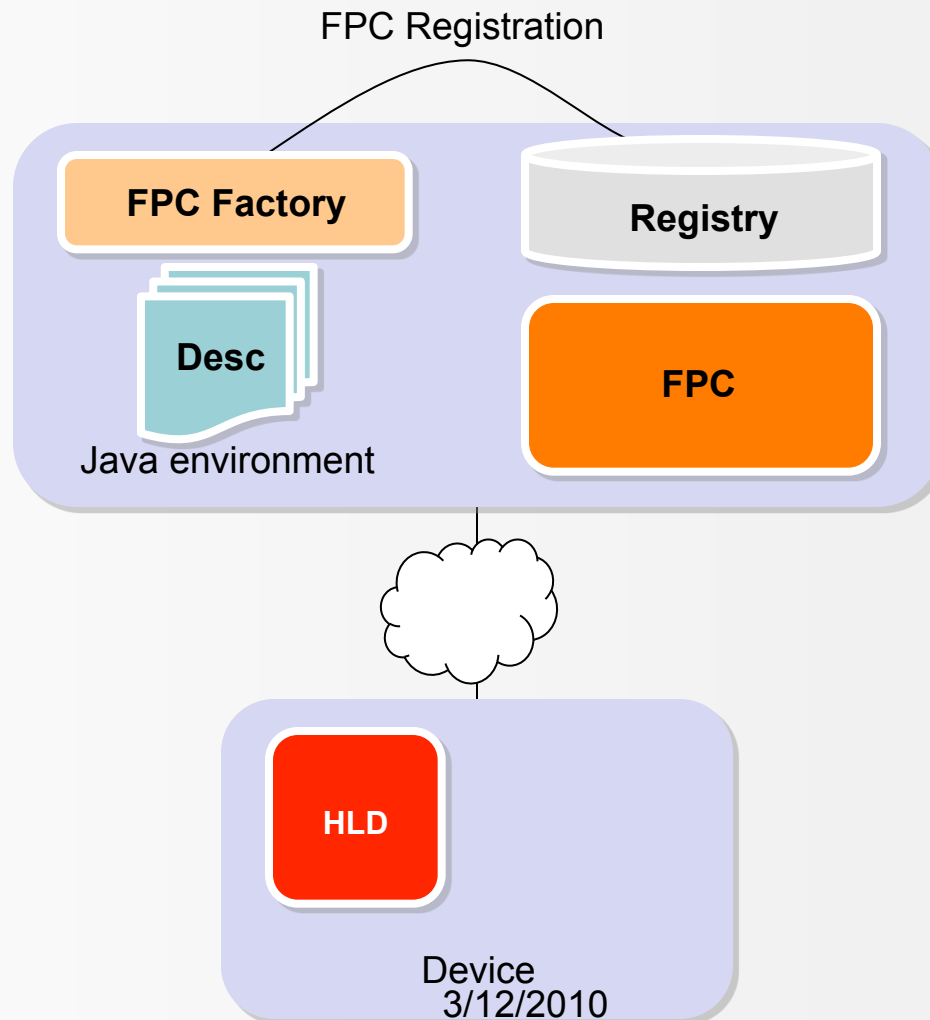 FPC Registration
FPC Factory
Registry
Desc
FPC
Java environment
HLD
Device
3/12/2010